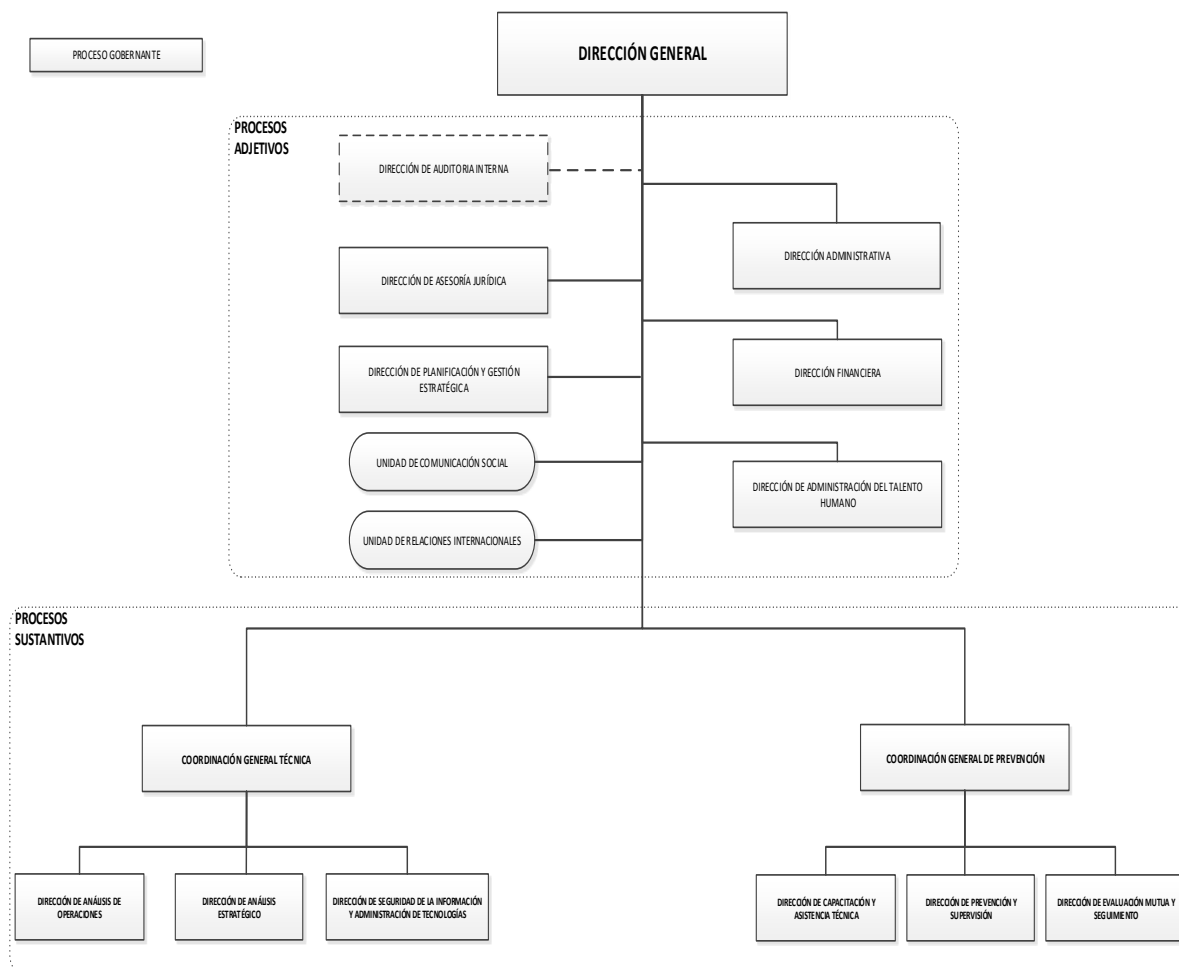 PROCESO GOBERNANTE
DIRECCIÓN GENERAL
PROCESOS
ADJETIVOS
DIRECCIÓN DE AUDITORIA INTERNA
DIRECCIÓN ADMINISTRATIVA
DIRECCIÓN DE ASESORÍA JURÍDICA
DIRECCIÓN DE PLANIFICACIÓN Y GESTIÓN
ESTRATÉGICA
DIRECCIÓN FINANCIERA
UNIDAD DE COMUNICACIÓN SOCIAL
DIRECCIÓN DE ADMINISTRACIÓN DEL TALENTO
HUMANO
UNIDAD DE RELACIONES INTERNACIONALES
PROCESOS
SUSTANTIVOS
COORDINACIÓN GENERAL TÉCNICA
COORDINACIÓN GENERAL DE PREVENCIÓN
DIRECCIÓN DE ANÁLISIS DE
OPERACIONES
DIRECCIÓN DE ANÁLISIS
ESTRATÉGICO
DIRECCIÓN DE SEGURIDAD DE LA INFORMACIÓN
Y ADMINISTRACIÓN DE TECNOLOGÍAS
DIRECCIÓN DE CAPACITACIÓN Y
ASISTENCIA TÉCNICA
DIRECCIÓN DE PREVENCIÓN Y
SUPERVISIÓN
DIRECCIÓN DE EVALUACIÓN MUTUA Y
SEGUIMIENTO